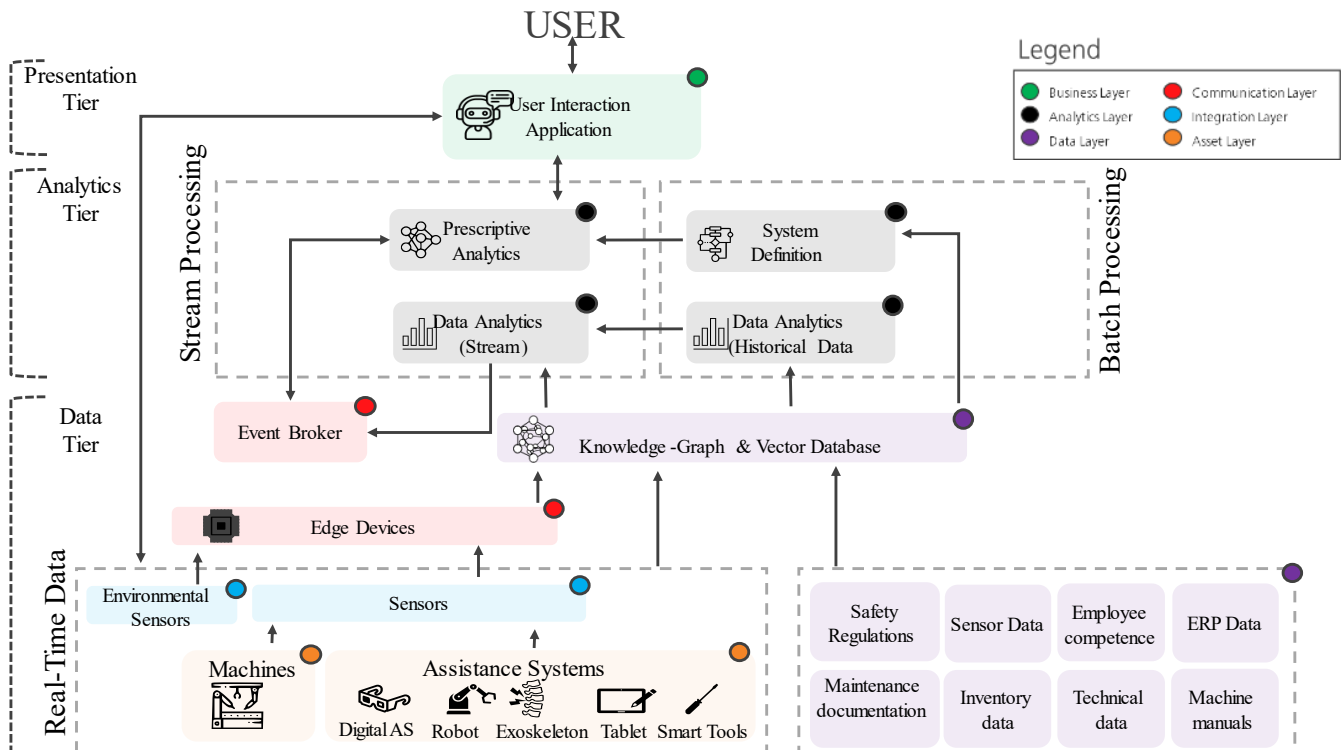 USER
Legend
Business Layer
Communication Layer
Analytics Layer
Integration Layer
Data Layer
Asset Layer
Presentation
Tier
User Interaction
Application
Analytics
Tier
Stream Processing
Batch Processing
Prescriptive
Analytics
System
Definition
Data Analytics
(Stream)
Data Analytics
(Historical Data
Data
Tier
Event Broker
Knowledge -Graph & Vector Database
Edge Devices
Real-Time Data
Environmental
Sensors
Sensors
Machines
Assistance Systems
Digital AS
Robot
Exoskeleton
Tablet
Smart Tools
Safety
Regulations
Sensor Data
Employee
competence
ERP Data
Maintenance
documentation
Inventory
data
Technical
data
Machine
manuals